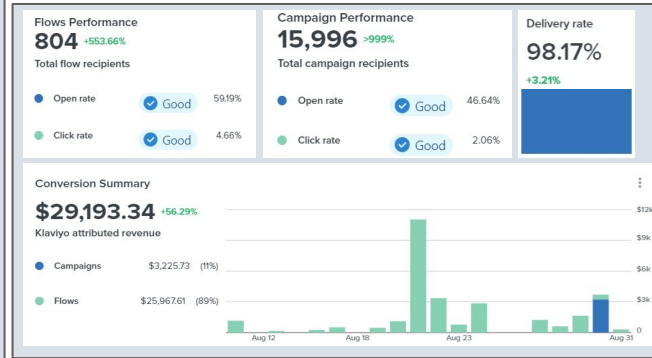 Flows Performance
804 +553.66%
Total flow recipients
Open rate Good 59.19%
Click rate Good 4.66%
Campaign Performance
15,996 >999%
Total campaign recipients
Open rate Good 46.64%
Click rate Good 2.06%
Delivery rate
98.17%
+3.21%
Conversion Summary
$29,193.34 +56.29%
Klaviyo attributed revenue
Campaigns $3,225.73 (11%)
Flows $25,967.61 (89%)
$12k
$9k
$6k
$3k
0
Aug 12 Aug 18 Aug 23 Aug 31